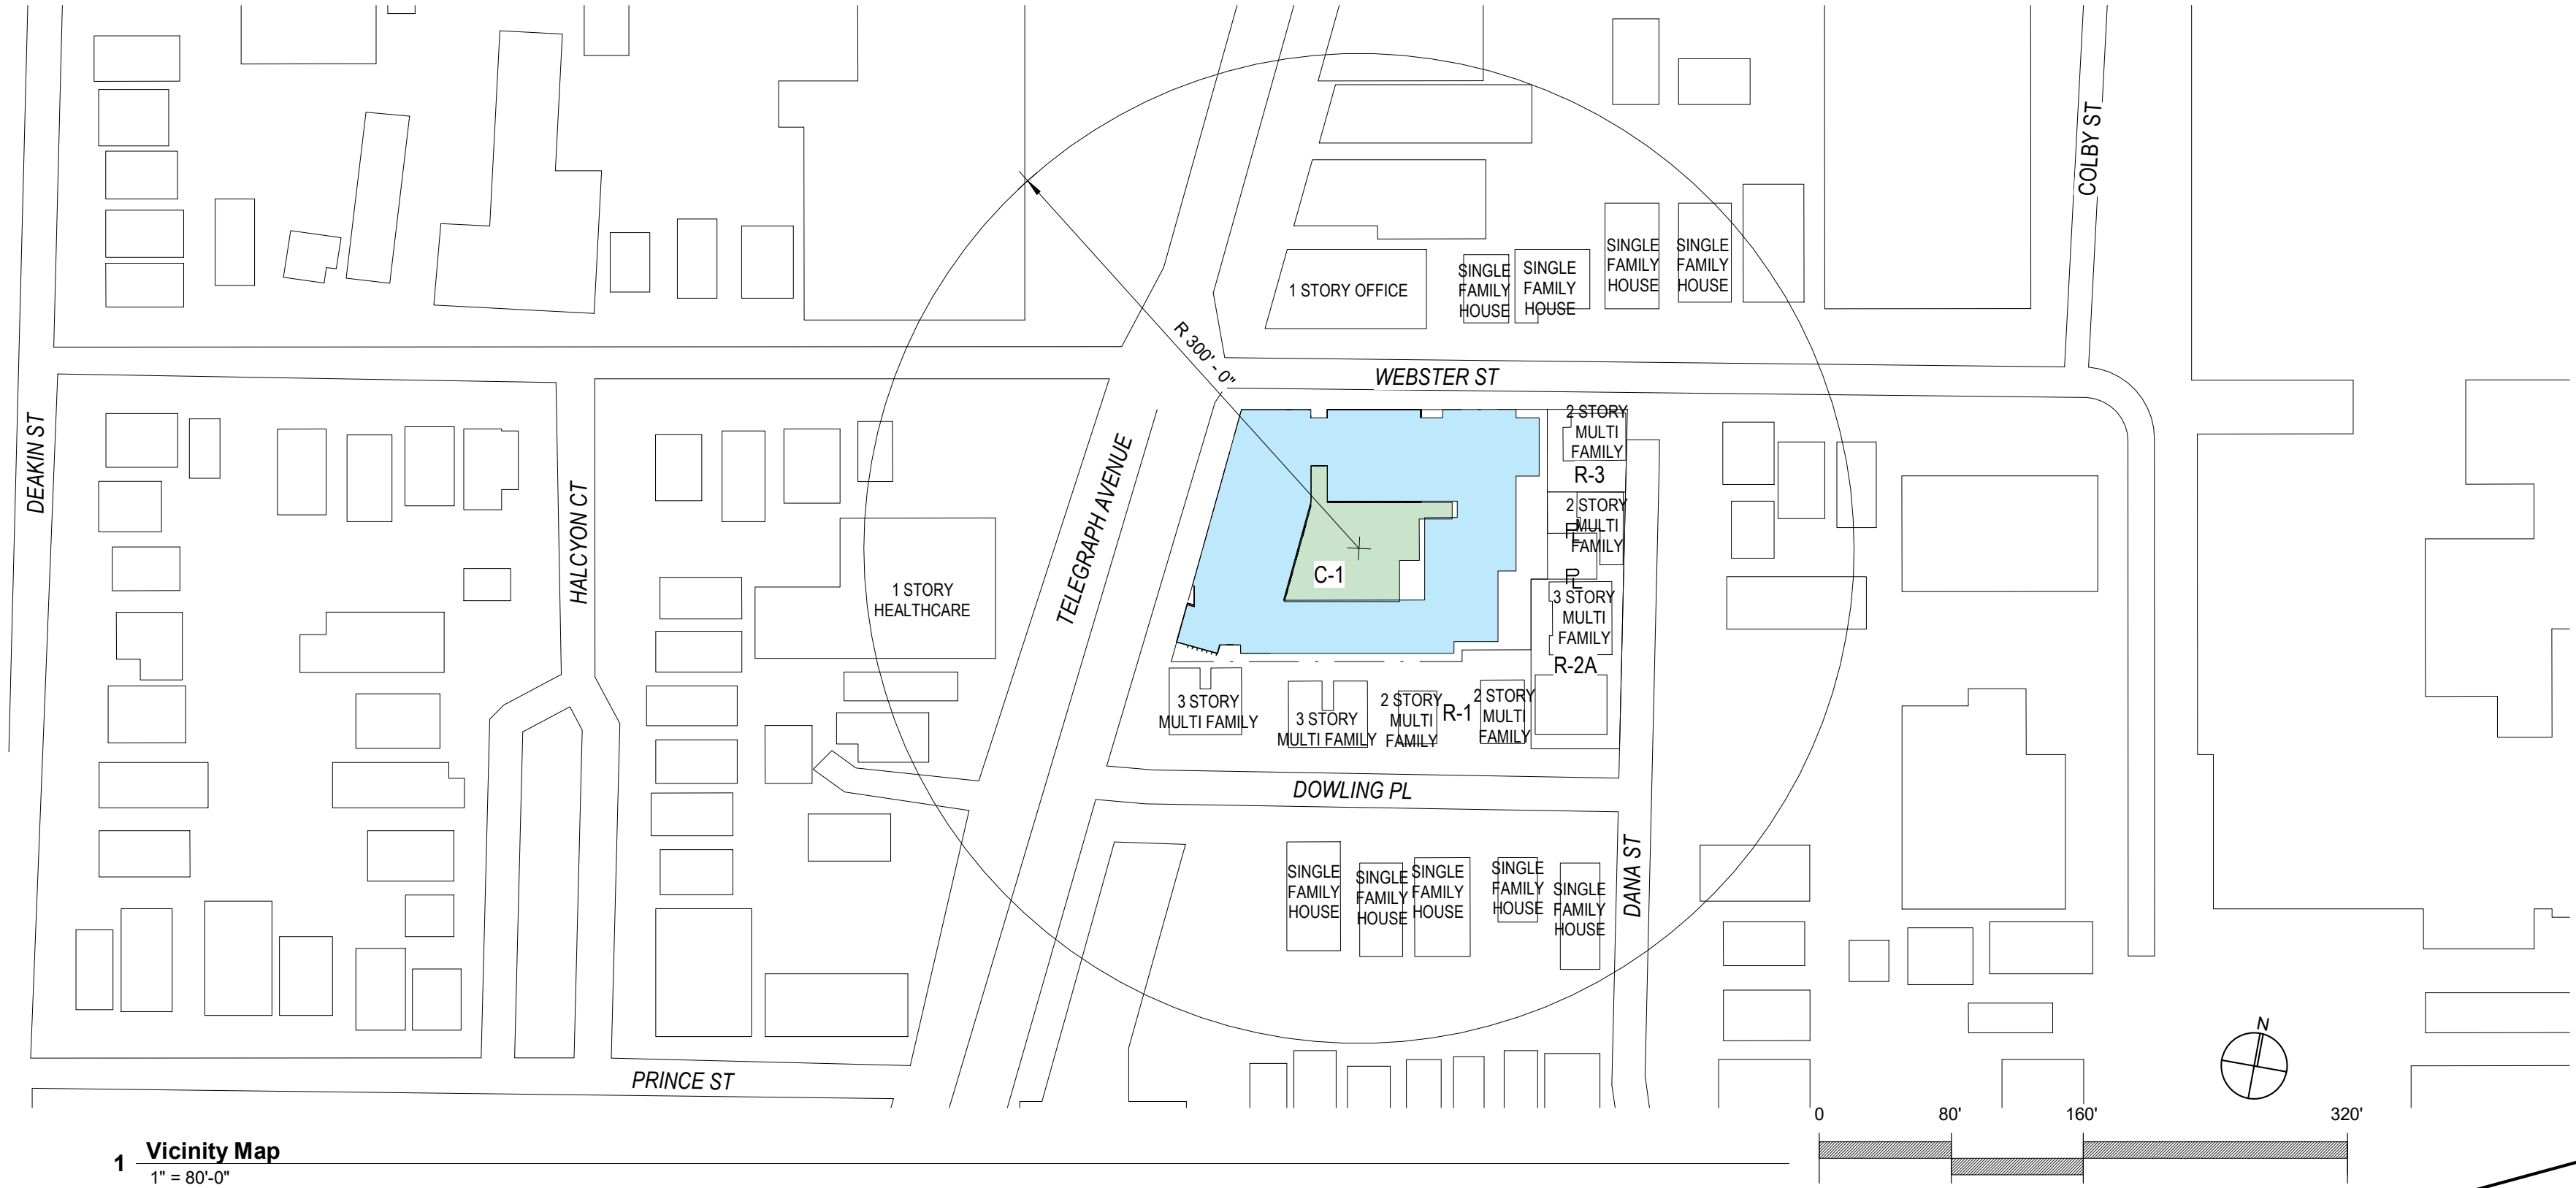 COLBY ST
SINGLE
FAMILY
HOUSE
SINGLE
FAMILY
HOUSE
SINGLE
FAMILY
HOUSE
SINGLE
FAMILY
HOUSE
1 STORY OFFICE
R 300' - 0"
WEBSTER ST
DEAKIN ST
HALCYON CT
TELEGRAPH AVENUE
2 STORY
MULTI
FAMILY
R-3
2 STORY
MULTI
FAMILY
PL
PL
C-1
1 STORY
HEALTHCARE
3 STORY
MULTI
FAMILY
R-2A
3 STORY
MULTI FAMILY
3 STORY
MULTI FAMILY
2 STORY
MULTI
FAMILY
R-1
2 STORY
MULTI
FAMILY
DOWLING PL
SINGLE
FAMILY
HOUSE
SINGLE
FAMILY
HOUSE
SINGLE
FAMILY
HOUSE
SINGLE
FAMILY
HOUSE
SINGLE
FAMILY
HOUSE
DANA ST
PRINCE ST
N
0 80' 160' 320'
1 Vicinity Map
1" = 80'-0"